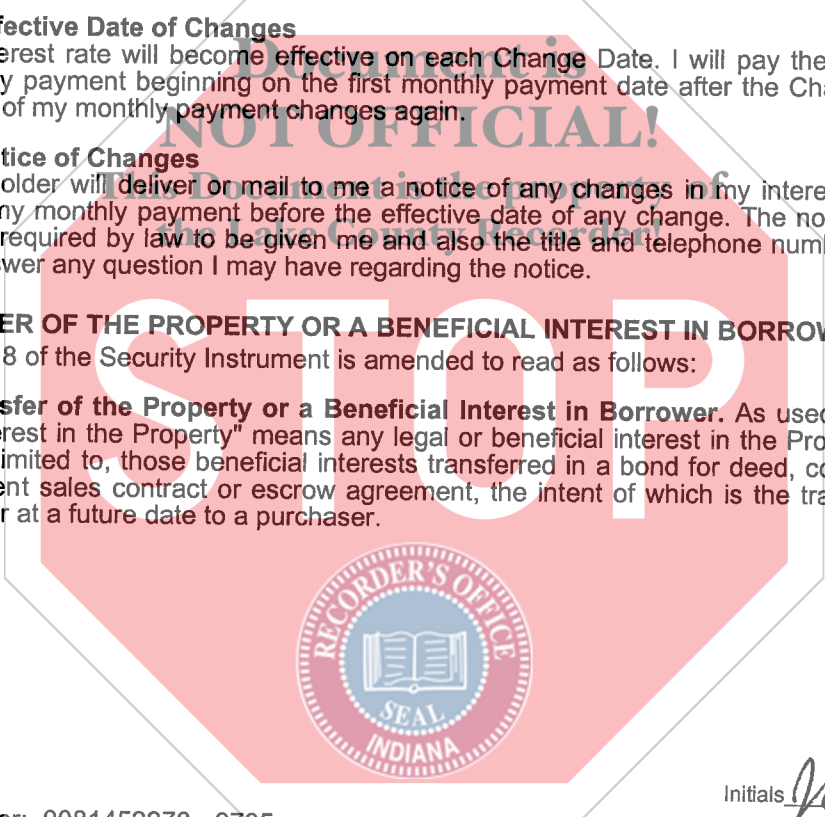 fective Date of Changes
erest rate will become effective on each Change Date. I will pay the
y payment beginning on the first monthly payment date after the Cha
of my monthly payment changes again.
tice of Changes
older will deliver or mail to me a notice of any changes in my interes
ny monthly payment before the effective date of any change. The no
required by law to be given me and also the title and telephone num
wer any question I may have regarding the notice.
ER OF THE PROPERTY OR A BENEFICIAL INTEREST IN BORROW
8 of the Security Instrument is amended to read as follows:
sfer of the Property or a Beneficial Interest in Borrower. As used
erest in the Property" means any legal or beneficial interest in the Pro
imited to, those beneficial interests transferred in a bond for deed, co
ent sales contract or escrow agreement, the intent of which is the tra
r at a future date to a purchaser.
Document is
NOT OFFICIAL!
This Document is the property of
the Lake County Recorder!
STOP
RECORDER'S OFFICE
SEAL
INDIANA
Initials